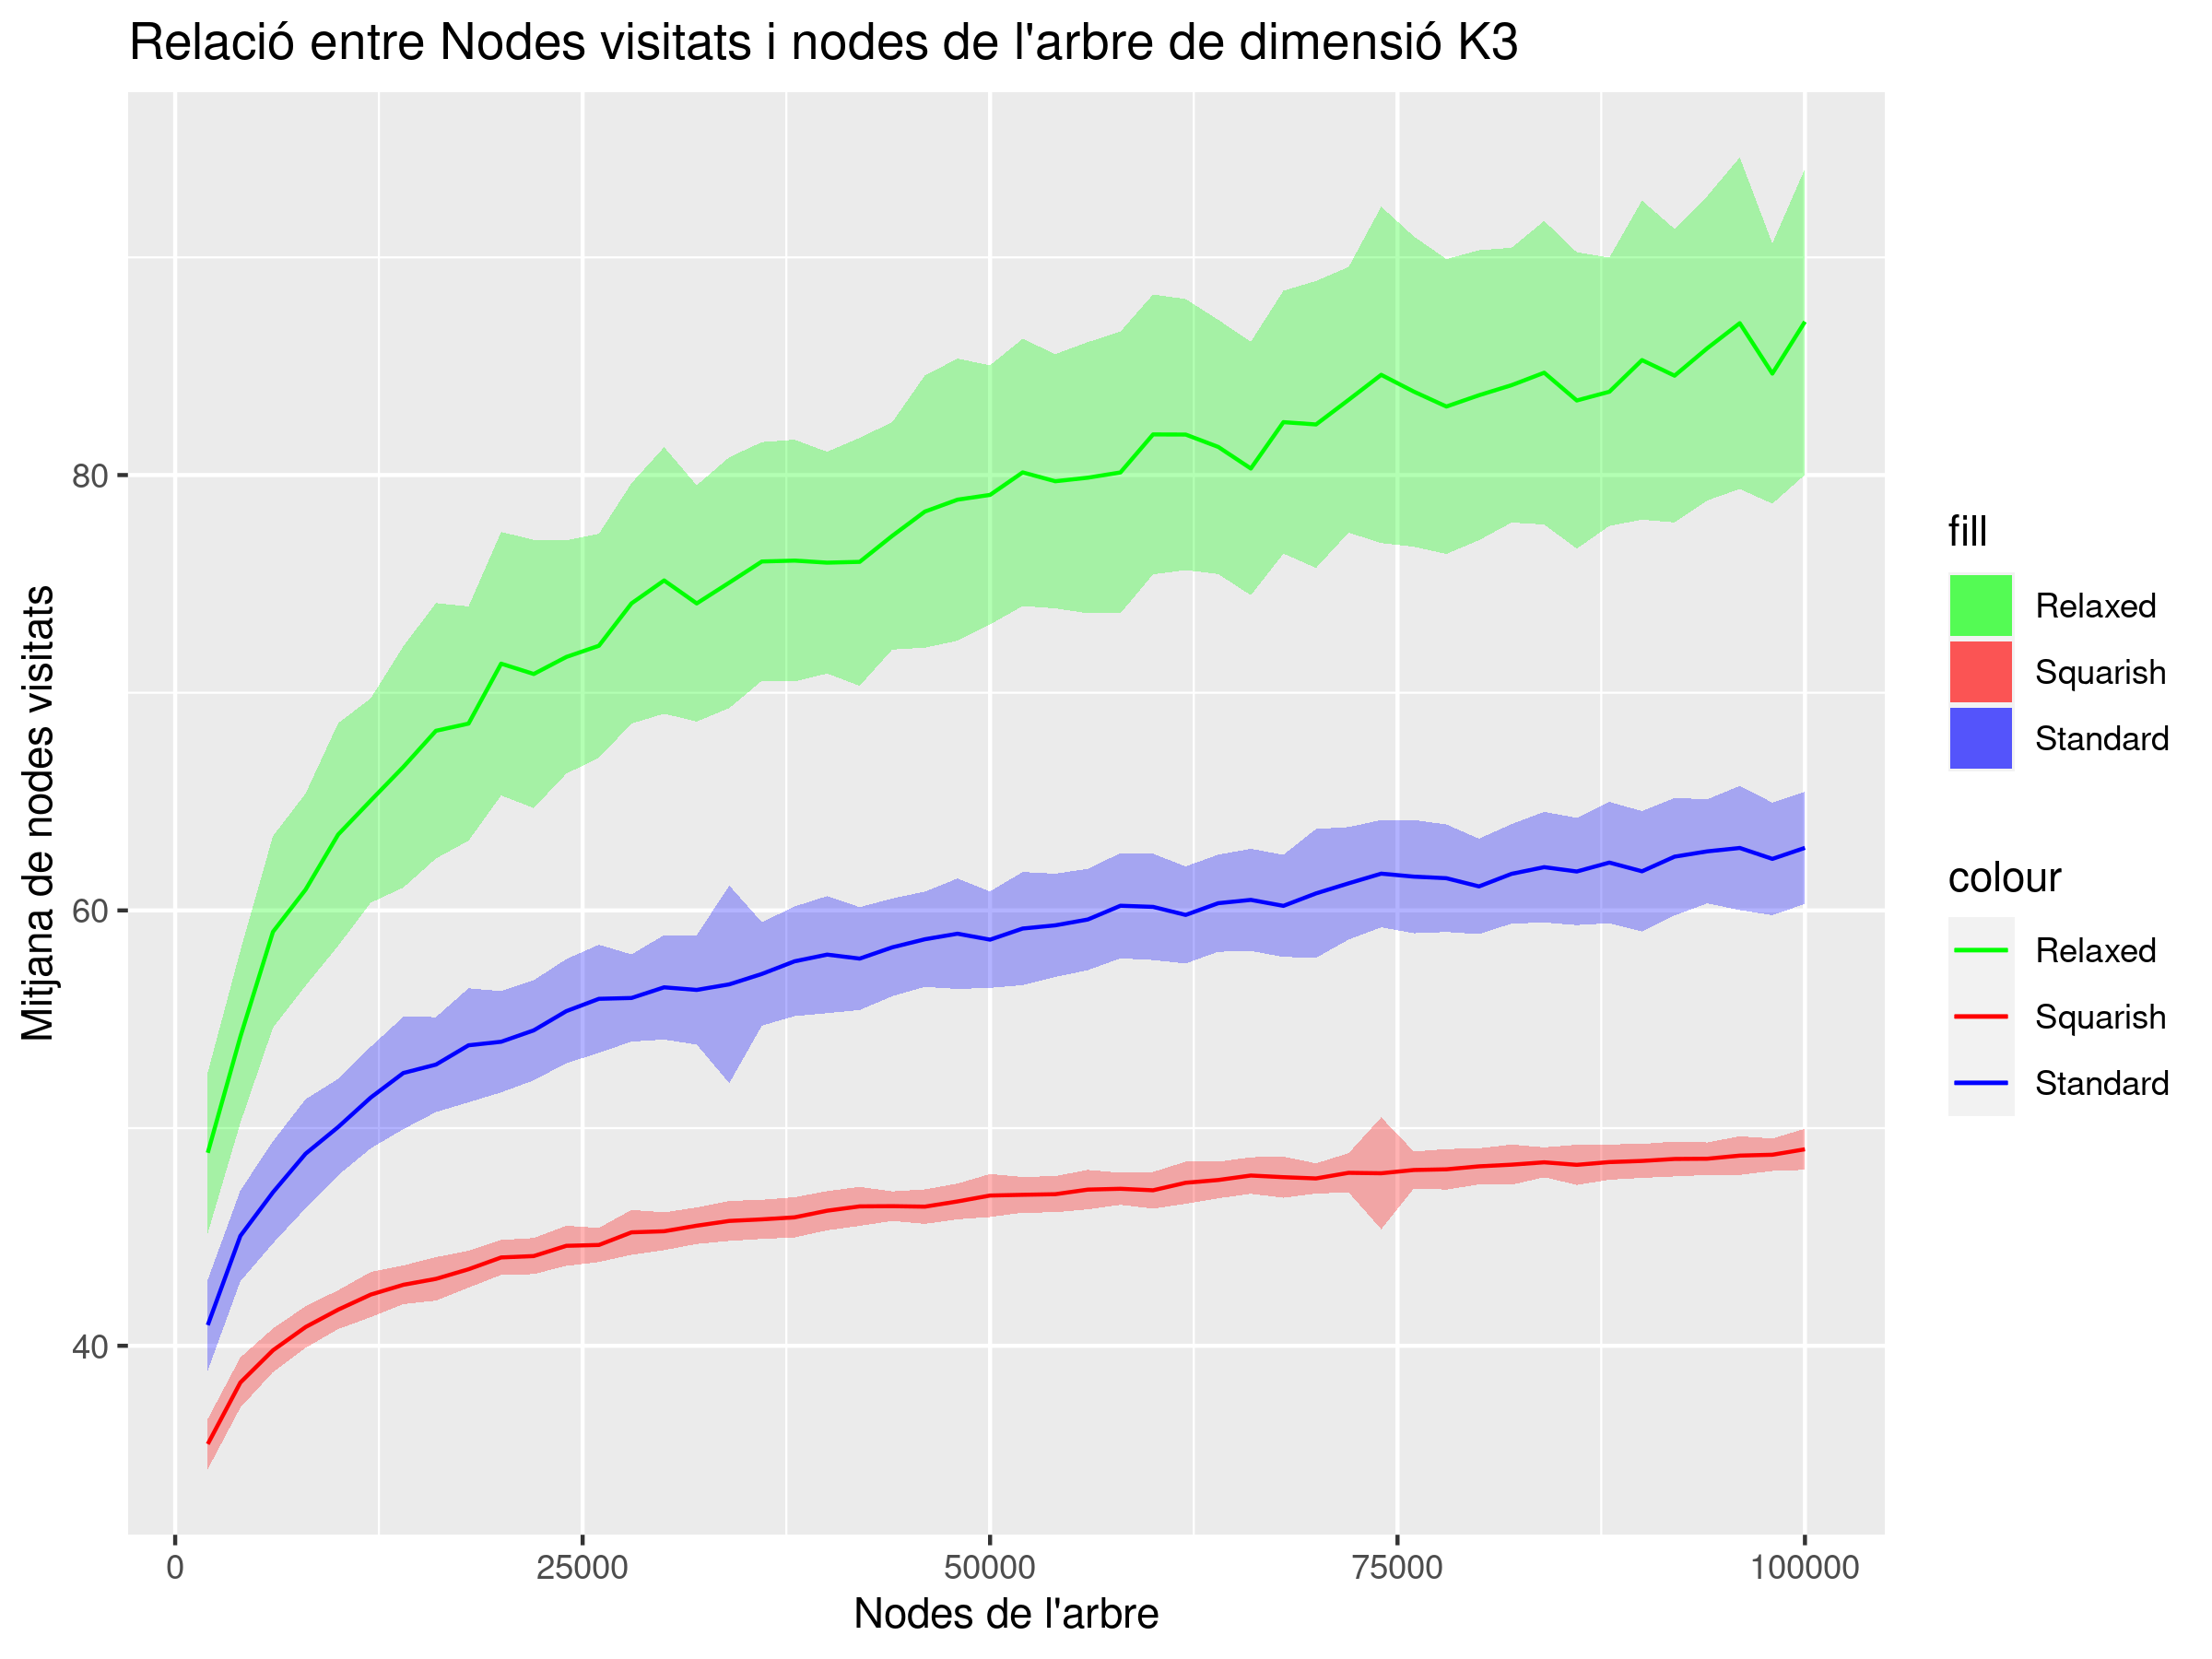 Relació entre Nodes visitats i nodes de l'arbre de dimensió K3
Mitjana de nodes visitats
80
60
40
0
25000
50000
75000
100000
Nodes de l'arbre
fill
Relaxed
Squarish
Standard
colour
Relaxed
Squarish
Standard